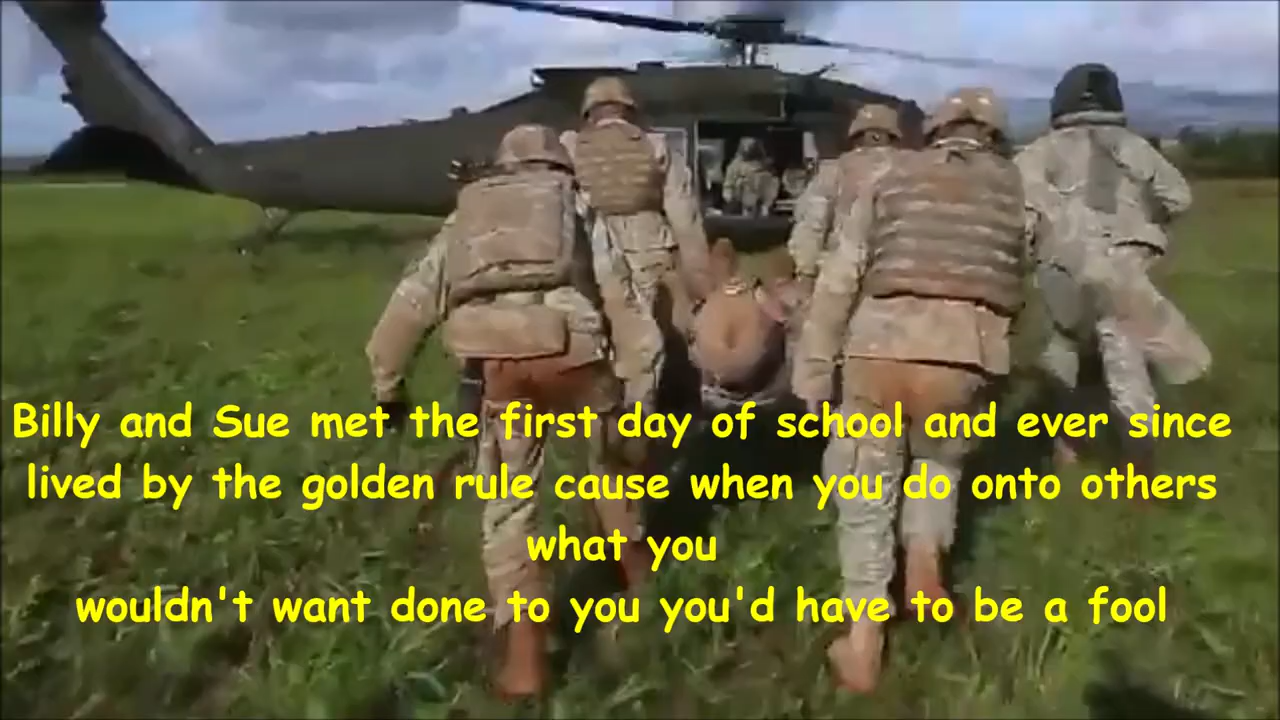 Billy and Sue met the first day of school and ever since
lived by the golden rule cause when you do onto others
what you
wouldn't want done to you you'd have to be a fool